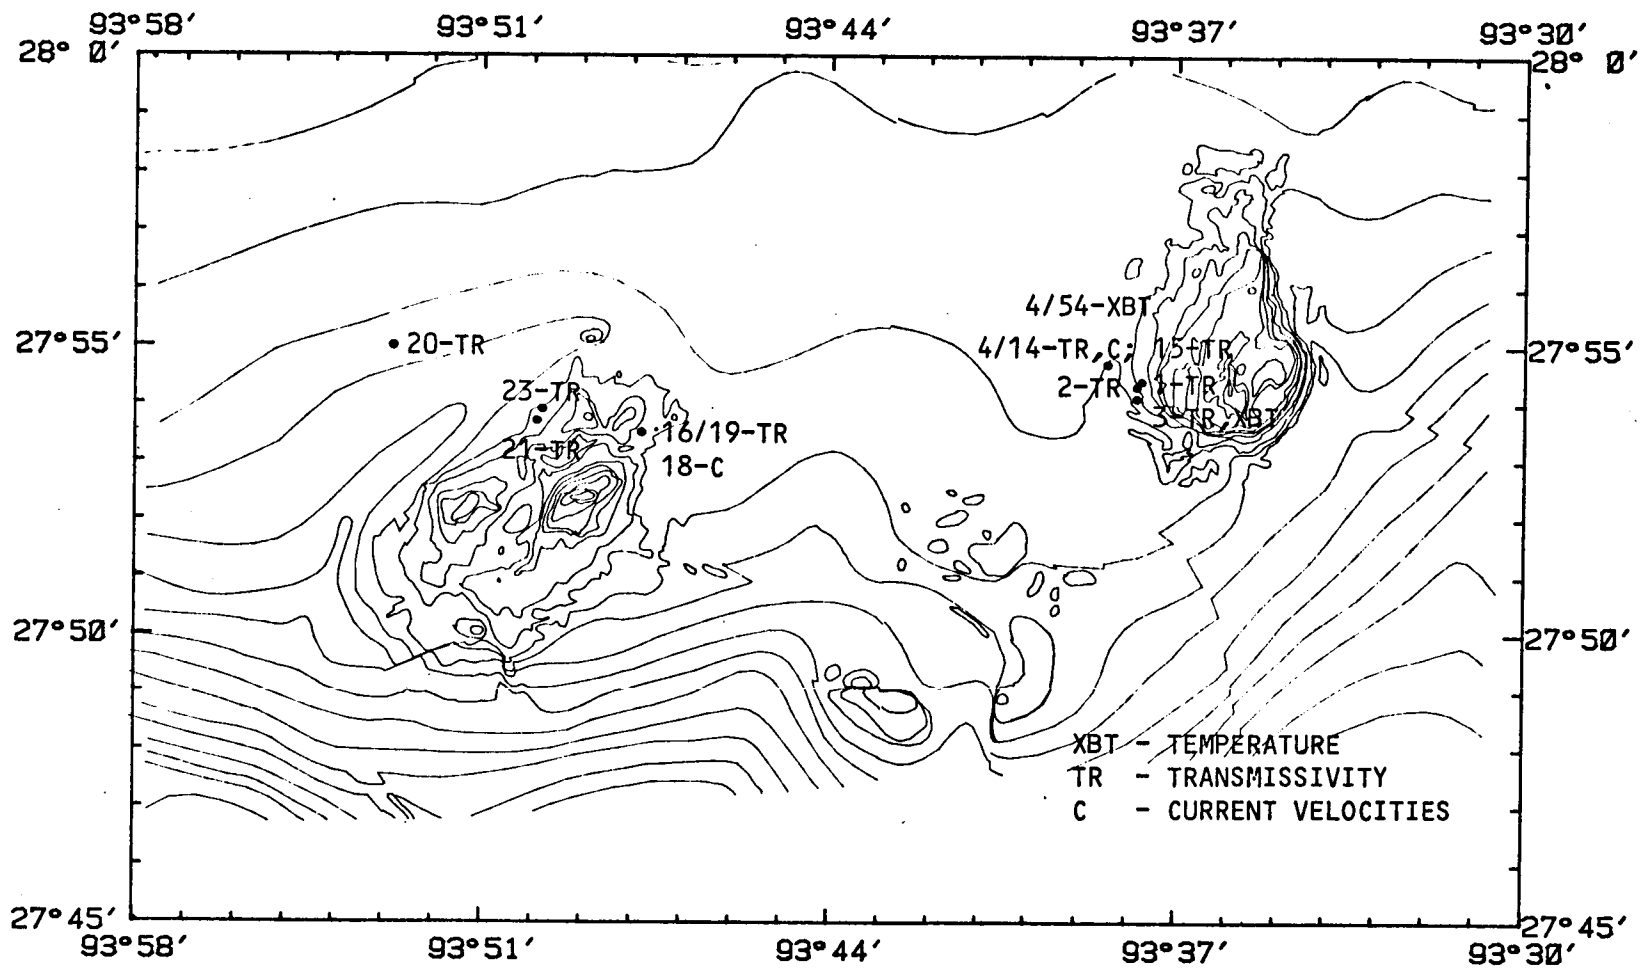 93°58′ 93°51′ 93°44′ 93°37′ 93°30′
28° 0′ 28° 0′
4/54-XBT
27°55′ 20-TR 4/14-TR,C; 15-TR 27°55′
23-TR 2-TR 1-TR
16/19-TR 3-TR,XBT
21-TR 18-C
27°50′ 27°50′
XBT - TEMPERATURE
TR - TRANSMISSIVITY
C - CURRENT VELOCITIES
27°45′ 27°45′
93°58′ 93°51′ 93°44′ 93°37′ 93°30′